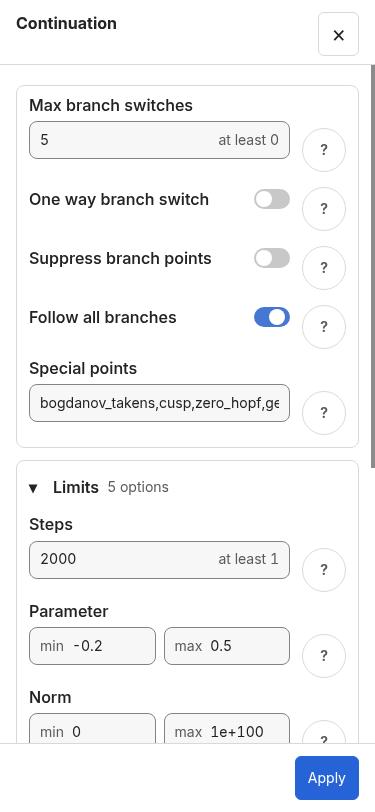 Continuation
×
Max branch switches
5 at least 0
?
One way branch switch
?
Suppress branch points
?
Follow all branches
?
Special points
bogdanov_takens,cusp,zero_hopf,ge
?
▼ Limits 5 options
Steps
2000 at least 1
?
Parameter
min -0.2 max 0.5
?
Norm
min 0 max 1e+100
?
Apply